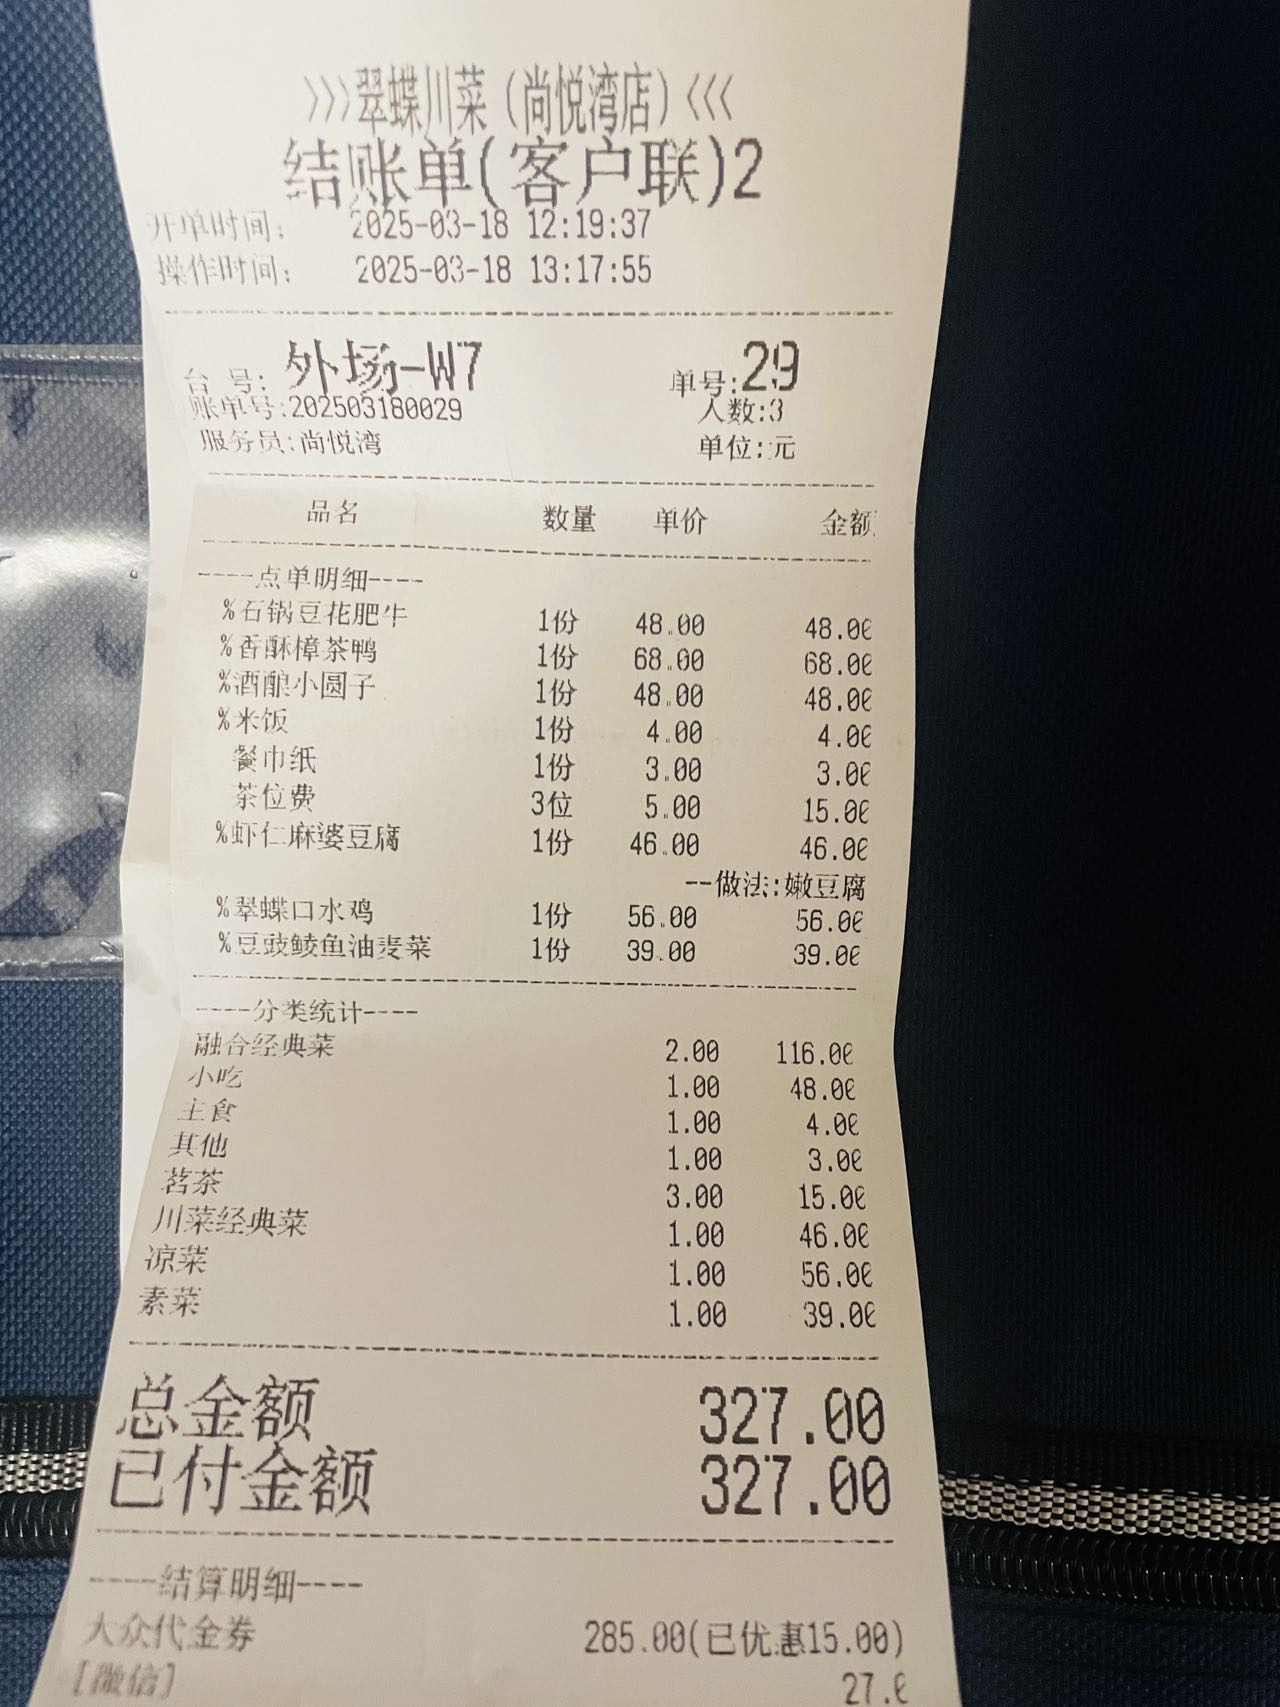 >>>翠蝶川菜（尚悦湾店）<<<
结账单(客户联)2
开单时间： 2025-03-18 12:19:37
操作时间： 2025-03-18 13:17:55
台 号: 外场-W7 单号:29
账单号:202503180029 人数:3
服务员:尚悦湾 单位:元
品名 数量 单价 金额
----点单明细----
%石锅豆花肥牛 1份 48.00 48.00
%香酥樟茶鸭 1份 68.00 68.00
%酒酿小圆子 1份 48.00 48.00
%米饭 1份 4.00 4.00
餐巾纸 1份 3.00 3.00
茶位费 3位 5.00 15.00
%虾仁麻婆豆腐 1份 46.00 46.00
--做法:嫩豆腐
%翠蝶口水鸡 1份 56.00 56.00
%豆豉鲮鱼油麦菜 1份 39.00 39.00
----分类统计----
融合经典菜 2.00 116.00
小吃 1.00 48.00
主食 1.00 4.00
其他 1.00 3.00
茗茶 3.00 15.00
川菜经典菜 1.00 46.00
凉菜 1.00 56.00
素菜 1.00 39.00
总金额 327.00
已付金额 327.00
----结算明细----
大众代金券 285.00(已优惠15.00)
[微信] 27.0